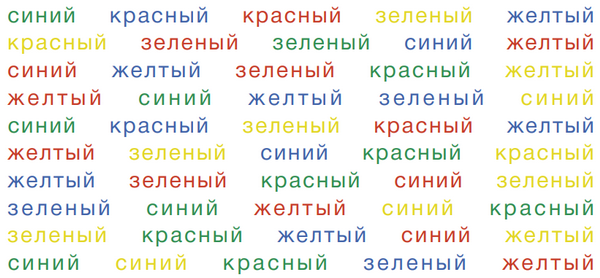 синий красный красный зеленый желтый
красный зеленый зеленый синий желтый
синий желтый зеленый красный желтый
желтый синий желтый зеленый синий
синий красный зеленый красный желтый
желтый зеленый синий красный красный
желтый зеленый красный синий зеленый
зеленый синий желтый синий красный
зеленый красный желтый синий желтый
синий синий красный зеленый желтый